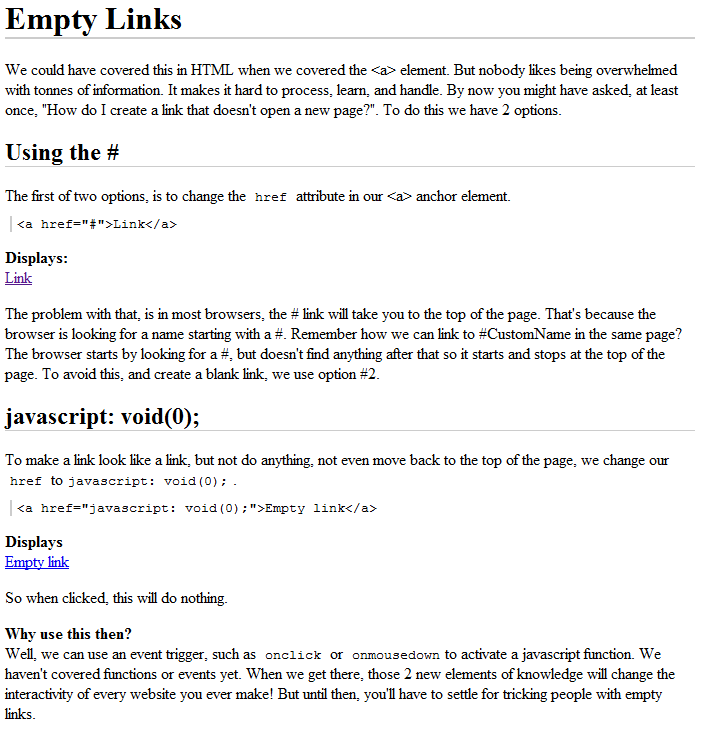 Empty Links
We could have covered this in HTML when we covered the <a> element. But nobody likes being overwhelmed
with tonnes of information. It makes it hard to process, learn, and handle. By now you might have asked, at least
once, "How do I create a link that doesn't open a new page?". To do this we have 2 options.
Using the #
The first of two options, is to change the href attribute in our <a> anchor element.
<a href="#">Link</a>
Displays:
Link
The problem with that, is in most browsers, the # link will take you to the top of the page. That's because the
browser is looking for a name starting with a #. Remember how we can link to #CustomName in the same page?
The browser starts by looking for a #, but doesn't find anything after that so it starts and stops at the top of the
page. To avoid this, and create a blank link, we use option #2.
javascript: void(0);
To make a link look like a link, but not do anything, not even move back to the top of the page, we change our
href to javascript: void(0); .
<a href="javascript: void(0);">Empty link</a>
Displays
Empty link
So when clicked, this will do nothing.
Why use this then?
Well, we can use an event trigger, such as onclick or onmousedown to activate a javascript function. We
haven't covered functions or events yet. When we get there, those 2 new elements of knowledge will change the
interactivity of every website you ever make! But until then, you'll have to settle for tricking people with empty
links.